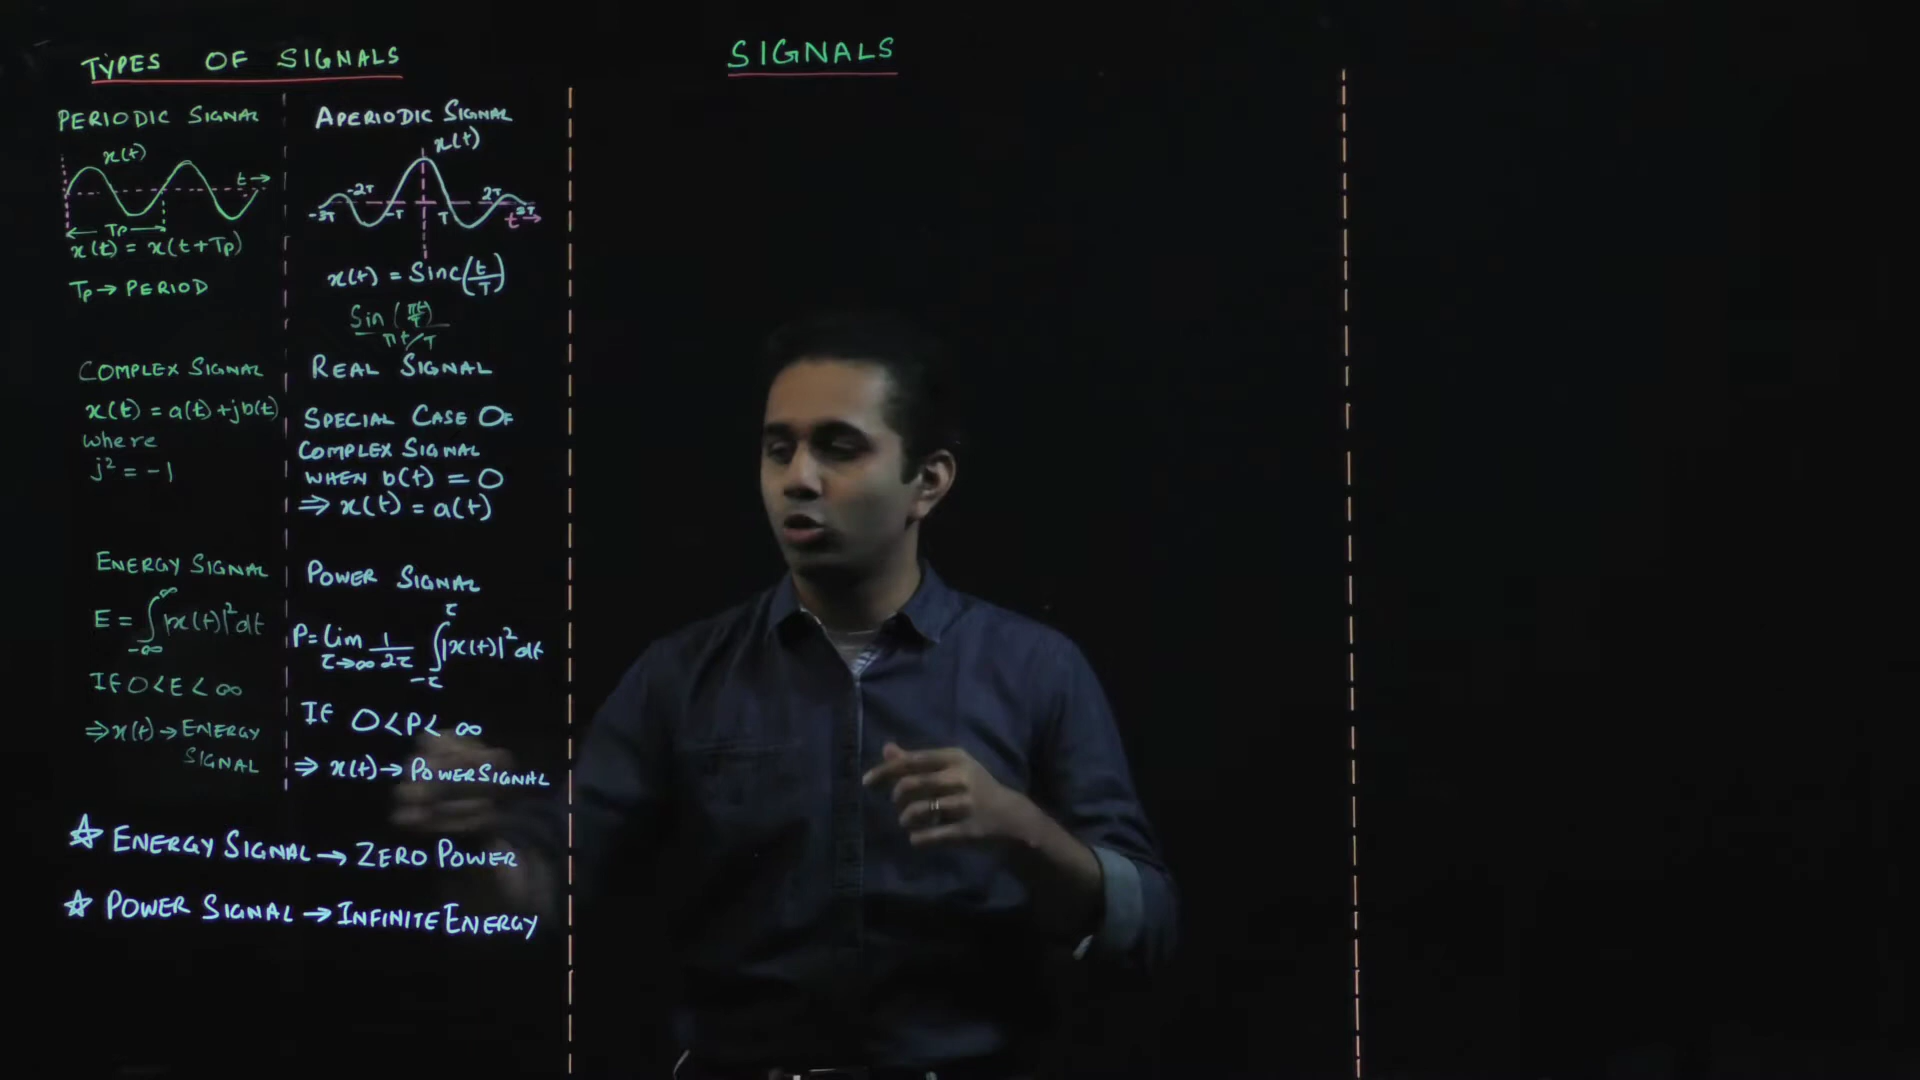 TYPES OF SIGNALS
PERIODIC SIGNAL
x(t)
t→
Tp
x(t) = x(t+Tp)
Tp → PERIOD
APERIODIC SIGNAL
x(t)
-3T -2T -T T 2T 3T
t
x(t) = Sinc(t/T)
Sin(πt/T)
πt/T
COMPLEX SIGNAL
x(t) = a(t)+jb(t)
where
j² = -1
REAL SIGNAL
SPECIAL CASE OF
COMPLEX SIGNAL
WHEN b(t) = 0
⇒ x(t) = a(t)
ENERGY SIGNAL
E = ∫_{-∞}^{∞} |x(t)|² dt
IF 0<E<∞
⇒ x(t) → ENERGY
SIGNAL
POWER SIGNAL
P = lim_{τ→∞} 1/2τ ∫_{-τ}^{τ} |x(t)|² dt
IF 0<P<∞
⇒ x(t) → POWER SIGNAL
☆ ENERGY SIGNAL → ZERO POWER
☆ POWER SIGNAL → INFINITE ENERGY
SIGNALS